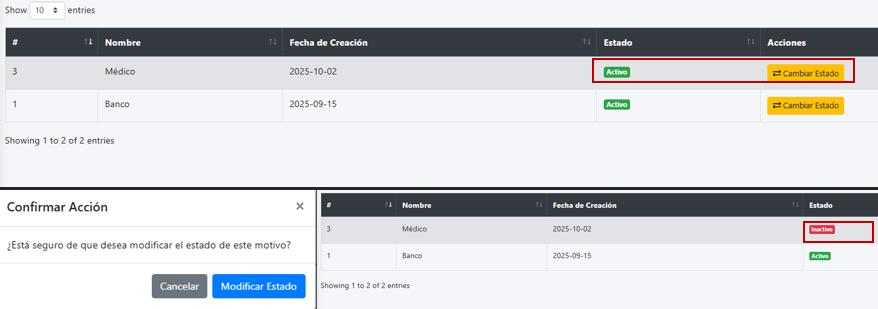 Show 10 entries
# Nombre Fecha de Creación Estado Acciones
3 Médico 2025-10-02 Activo Cambiar Estado
1 Banco 2025-09-15 Activo Cambiar Estado
Showing 1 to 2 of 2 entries
Confirmar Acción ×
¿Está seguro de que desea modificar el estado de este motivo?
Cancelar Modificar Estado
# Nombre Fecha de Creación Estado
3 Médico 2025-10-02 Inactivo
1 Banco 2025-09-15 Activo
Showing 1 to 2 of 2 entries